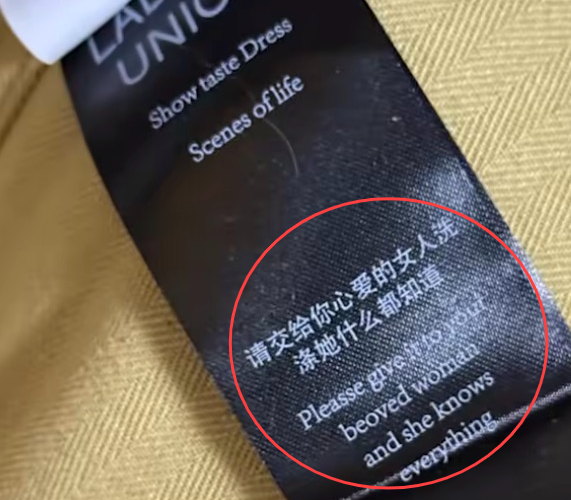 UNIC
Show taste Dress
Scenes of life
请交给你心爱的女人洗
涤她什么都知道
Pleasse give it to your
beoved woman
and she knows
everything